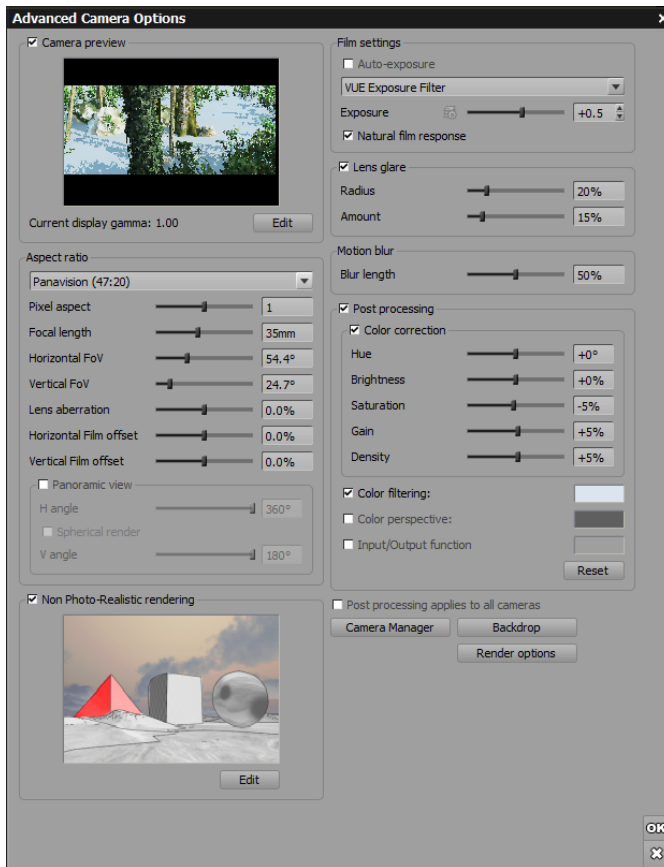 Advanced Camera Options
Camera preview
Current display gamma: 1.00
Edit
Aspect ratio
Panavision (47:20)
Pixel aspect 1
Focal length 35mm
Horizontal FoV 54.4°
Vertical FoV 24.7°
Lens aberration 0.0%
Horizontal Film offset 0.0%
Vertical Film offset 0.0%
Panoramic view
H angle 360°
Spherical render
V angle 180°
Non Photo-Realistic rendering
Edit
Film settings
Auto-exposure
VUE Exposure Filter
Exposure +0.5
Natural film response
Lens glare
Radius 20%
Amount 15%
Motion blur
Blur length 50%
Post processing
Color correction
Hue +0°
Brightness +0%
Saturation -5%
Gain +5%
Density +5%
Color filtering:
Color perspective:
Input/Output function
Reset
Post processing applies to all cameras
Camera Manager
Backdrop
Render options
OK